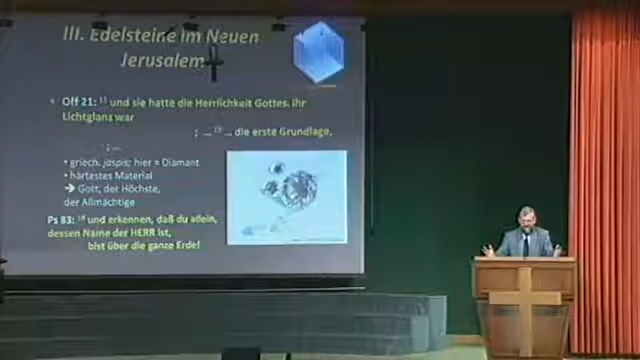 III. Edelsteine im Neuen
Jerusalem
Off 21: 11 und sie hatte die Herrlichkeit Gottes. Ihr
Lichtglanz war
; ... 19 ... die erste Grundlage,
; ...
• griech. jaspis; hier = Diamant
• härtestes Material
➔ Gott, der Höchste,
der Allmächtige
Ps 83: 18 und erkennen, daß du allein,
dessen Name der HERR ist,
bist über die ganze Erde!